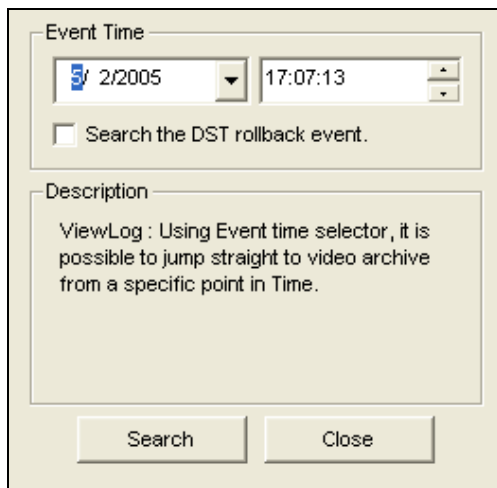 Event Time
5/ 2/2005 17:07:13
Search the DST rollback event.
Description
ViewLog : Using Event time selector, it is
possible to jump straight to video archive
from a specific point in Time.
Search Close